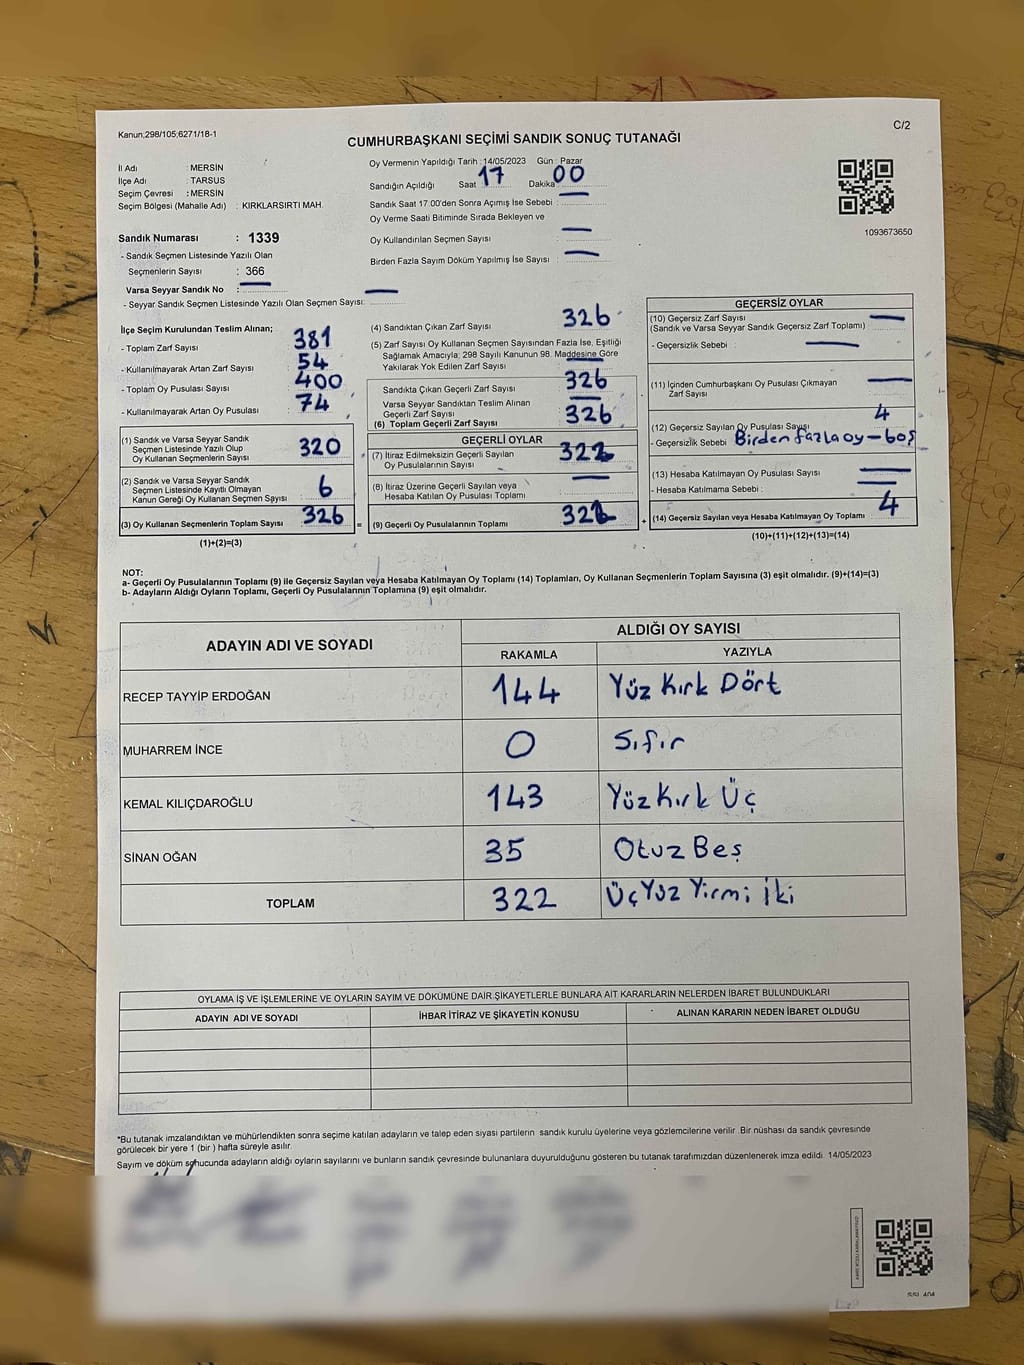 Kanun;298/105;6271/18-1
C/2
CUMHURBAŞKANI SEÇİMİ SANDIK SONUÇ TUTANAĞI
İl Adı : MERSİN
İlçe Adı : TARSUS
Seçim Çevresi : MERSİN
Seçim Bölgesi (Mahalle Adı) : KIRKLARSIRTI MAH.
Sandık Numarası : 1339
- Sandık Seçmen Listesinde Yazılı Olan
Seçmenlerin Sayısı : 366
Varsa Seyyar Sandık No : —
- Seyyar Sandık Seçmen Listesinde Yazılı Olan Seçmen Sayısı: —
Oy Vermenin Yapıldığı Tarih : 14/05/2023 Gün : Pazar
Sandığın Açıldığı Saat 17 Dakika 00
Sandık Saat 17:00'den Sonra Açımış İse Sebebi : —
Oy Verme Saati Bitiminde Sırada Bekleyen ve
Oy Kullandırılan Seçmen Sayısı : —
Birden Fazla Sayım Döküm Yapılmış İse Sayısı : —
1093673650
İlçe Seçim Kurulundan Teslim Alınan;
- Toplam Zarf Sayısı : 381
- Kullanılmayarak Artan Zarf Sayısı : 54
- Toplam Oy Pusulası Sayısı : 400
- Kullanılmayarak Artan Oy Pusulası : 74
(1) Sandık ve Varsa Seyyar Sandık
Seçmen Listesinde Yazılı Olup
Oy Kullanan Seçmenlerin Sayısı : 320
(2) Sandık ve Varsa Seyyar Sandık
Seçmen Listesinde Kayıtlı Olmayan
Kanun Gereği Oy Kullanan Seçmen Sayısı : 6
(3) Oy Kullanan Seçmenlerin Toplam Sayısı : 326 =
(1)+(2)=(3)
(4) Sandıktan Çıkan Zarf Sayısı : 326
(5) Zarf Sayısı Oy Kullanan Seçmen Sayısından Fazla İse, Eşitliği
Sağlamak Amacıyla; 298 Sayılı Kanunun 98. Maddesine Göre
Yakılarak Yok Edilen Zarf Sayısı : —
Sandıkta Çıkan Geçerli Zarf Sayısı : 326
Varsa Seyyar Sandıktan Teslim Alınan
Geçerli Zarf Sayısı : —
(6) Toplam Geçerli Zarf Sayısı : 326
GEÇERLİ OYLAR
(7) İtiraz Edilmeksizin Geçerli Sayılan
Oy Pusulalarının Sayısı : 322
(8) İtiraz Üzerine Geçerli Sayılan veya
Hesaba Katılan Oy Pusulası Toplamı : —
(9) Geçerli Oy Pusulalarının Toplamı : 322 +
GEÇERSİZ OYLAR
(10) Geçersiz Zarf Sayısı : —
(Sandık ve Varsa Seyyar Sandık Geçersiz Zarf Toplamı)
- Geçersizlik Sebebi : —
(11) İçinden Cumhurbaşkanı Oy Pusulası Çıkmayan
Zarf Sayısı : —
(12) Geçersiz Sayılan Oy Pusulası Sayısı : 4
- Geçersizlik Sebebi : Birden fazla oy - boş
(13) Hesaba Katılmayan Oy Pusulası Sayısı : —
- Hesaba Katılmama Sebebi : —
(14) Geçersiz Sayılan veya Hesaba Katılmayan Oy Toplamı : 4
(10)+(11)+(12)+(13)=(14)
NOT:
a- Geçerli Oy Pusulalarının Toplamı (9) ile Geçersiz Sayılan veya Hesaba Katılmayan Oy Toplamı (14) Toplamları, Oy Kullanan Seçmenlerin Toplam Sayısına (3) eşit olmalıdır. (9)+(14)=(3)
b- Adayların Aldığı Oyların Toplamı, Geçerli Oy Pusulalarının Toplamına (9) eşit olmalıdır.
ADAYIN ADI VE SOYADI ALDIĞI OY SAYISI
RAKAMLA YAZIYLA
RECEP TAYYİP ERDOĞAN 144 Yüz Kırk Dört
MUHARREM İNCE 0 Sıfır
KEMAL KILIÇDAROĞLU 143 Yüz Kırk Üç
SİNAN OĞAN 35 Otuz Beş
TOPLAM 322 Üç Yüz Yirmi İki
OYLAMA İŞ VE İŞLEMLERİNE VE OYLARIN SAYIM VE DÖKÜMÜNE DAİR ŞİKAYETLERLE BUNLARA AİT KARARLARIN NELERDEN İBARET BULUNDUKLARI
ADAYIN ADI VE SOYADI İHBAR İTİRAZ VE ŞİKAYETİN KONUSU ALINAN KARARIN NEDEN İBARET OLDUĞU
*Bu tutanak imzalandıktan ve mühürlendikten sonra seçime katılan adayların ve talep eden siyasi partilerin sandık kurulu üyelerine veya gözlemcilerine verilir. Bir nüshası da sandık çevresinde
görülecek bir yere 1 (bir ) hafta süreyle asılır.
Sayım ve döküm sonucunda adayların aldığı oyların sayılarını ve bunların sandık çevresinde bulunanlara duyurulduğunu gösteren bu tutanak tarafımızdan düzenlenerek imza edildi. 14/05/2023